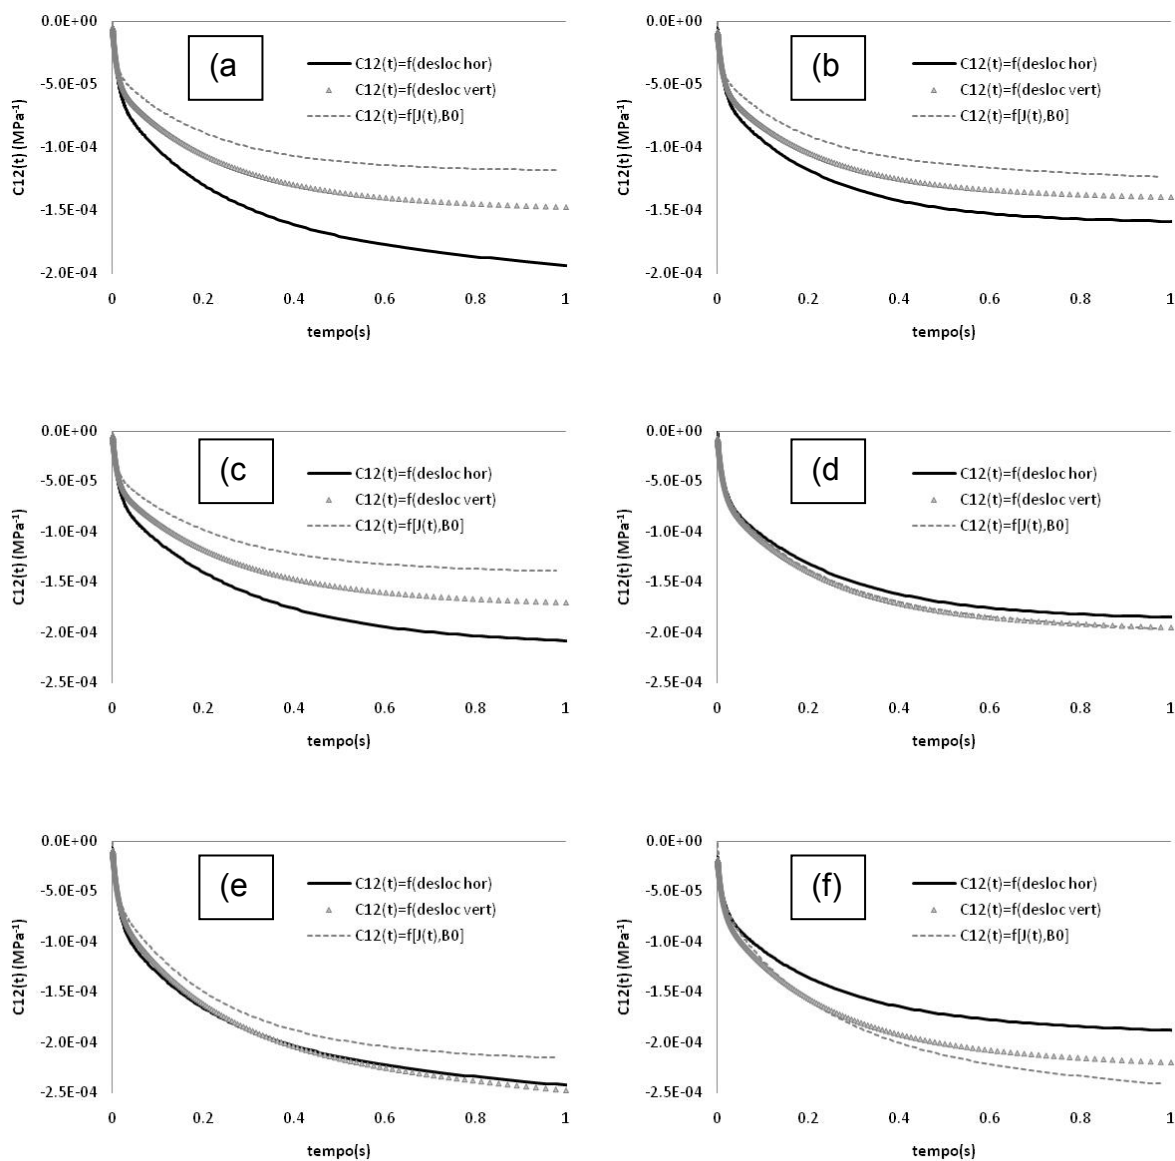 0.0E+00
-5.0E-05
-1.0E-04
-1.5E-04
-2.0E-04
C12(t) (MPa⁻¹)
(a
C12(t)=f(desloc hor)
C12(t)=f(desloc vert)
C12(t)=f[J(t),B0]
0 0.2 0.4 0.6 0.8 1
tempo(s)
0.0E+00
-5.0E-05
-1.0E-04
-1.5E-04
-2.0E-04
C12(t) (MPa⁻¹)
(b
C12(t)=f(desloc hor)
C12(t)=f(desloc vert)
C12(t)=f[J(t),B0]
0 0.2 0.4 0.6 0.8 1
tempo(s)
0.0E+00
-5.0E-05
-1.0E-04
-1.5E-04
-2.0E-04
-2.5E-04
C12(t) (MPa⁻¹)
(c
C12(t)=f(desloc hor)
C12(t)=f(desloc vert)
C12(t)=f[J(t),B0]
0 0.2 0.4 0.6 0.8 1
tempo(s)
0.0E+00
-5.0E-05
-1.0E-04
-1.5E-04
-2.0E-04
-2.5E-04
C12(t) (MPa⁻¹)
(d
C12(t)=f(desloc hor)
C12(t)=f(desloc vert)
C12(t)=f[J(t),B0]
0 0.2 0.4 0.6 0.8 1
tempo(s)
0.0E+00
-5.0E-05
-1.0E-04
-1.5E-04
-2.0E-04
-2.5E-04
C12(t) (MPa⁻¹)
(e
C12(t)=f(desloc hor)
C12(t)=f(desloc vert)
C12(t)=f[J(t),B0]
0 0.2 0.4 0.6 0.8 1
tempo(s)
0.0E+00
-5.0E-05
-1.0E-04
-1.5E-04
-2.0E-04
-2.5E-04
C12(t) (MPa⁻¹)
(f)
C12(t)=f(desloc hor)
C12(t)=f(desloc vert)
C12(t)=f[J(t),B0]
0 0.2 0.4 0.6 0.8 1
tempo(s)